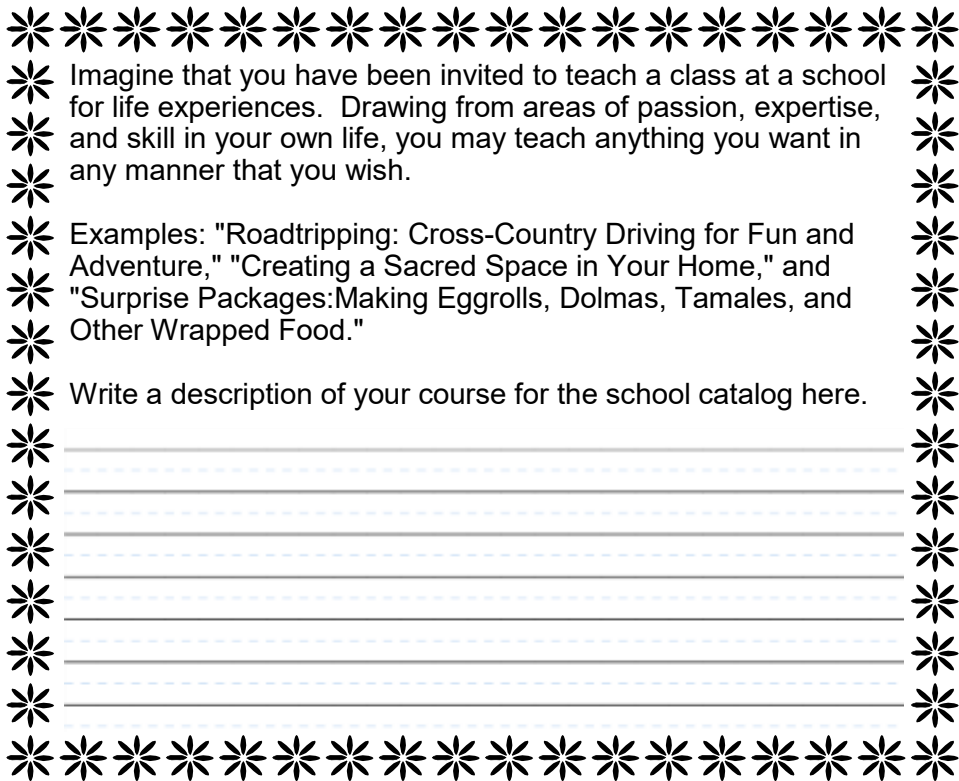 Imagine that you have been invited to teach a class at a school
for life experiences.  Drawing from areas of passion, expertise,
and skill in your own life, you may teach anything you want in
any manner that you wish.
Examples: "Roadtripping: Cross-Country Driving for Fun and
Adventure," "Creating a Sacred Space in Your Home," and
"Surprise Packages:Making Eggrolls, Dolmas, Tamales, and
Other Wrapped Food."
Write a description of your course for the school catalog here.